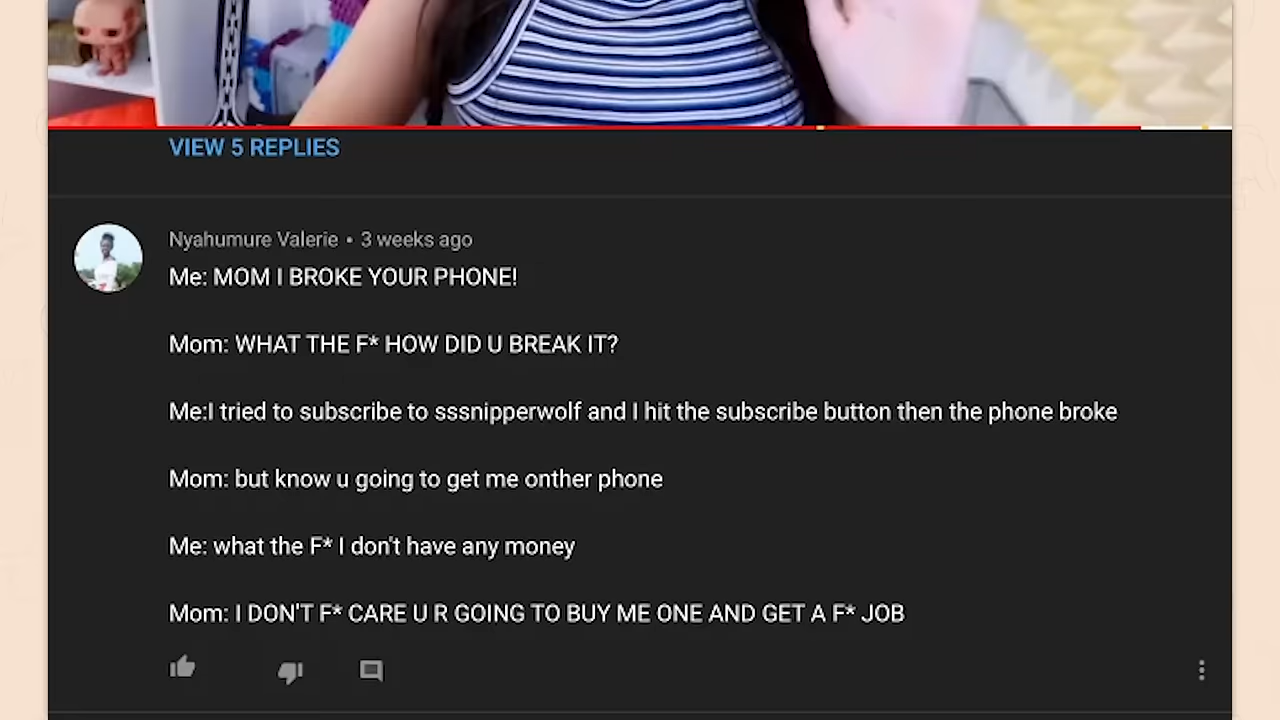 VIEW 5 REPLIES
Nyahumure Valerie • 3 weeks ago
Me: MOM I BROKE YOUR PHONE!
Mom: WHAT THE F* HOW DID U BREAK IT?
Me:I tried to subscribe to sssnipperwolf and I hit the subscribe button then the phone broke
Mom: but know u going to get me onther phone
Me: what the F* I don't have any money
Mom: I DON'T F* CARE U R GOING TO BUY ME ONE AND GET A F* JOB